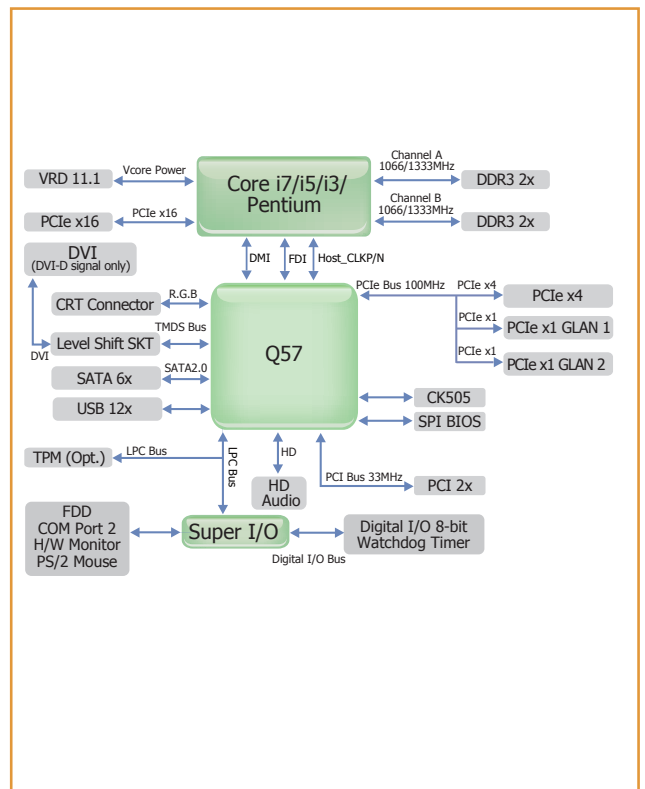 Channel A
1066/1333MHz
VRD 11.1
Vcore Power
Core i7/i5/i3/
Pentium
DDR3 2x
Channel B
1066/1333MHz
PCIe x16
PCIe x16
DDR3 2x
DVI
(DVI-D signal only)
DMI
FDI
Host_CLKP/N
PCIe Bus 100MHz
PCIe x4
PCIe x4
CRT Connector
R.G.B
PCIe x1
PCIe x1 GLAN 1
TMDS Bus
Level Shift SKT
DVI
Q57
PCIe x1
PCIe x1 GLAN 2
SATA2.0
SATA 6x
USB 12x
CK505
SPI BIOS
TPM (Opt.)
LPC Bus
LPC Bus
HD
HD
Audio
PCI Bus 33MHz
PCI 2x
FDD
COM Port 2
H/W Monitor
PS/2 Mouse
Super I/O
Digital I/O 8-bit
Watchdog Timer
Digital I/O Bus